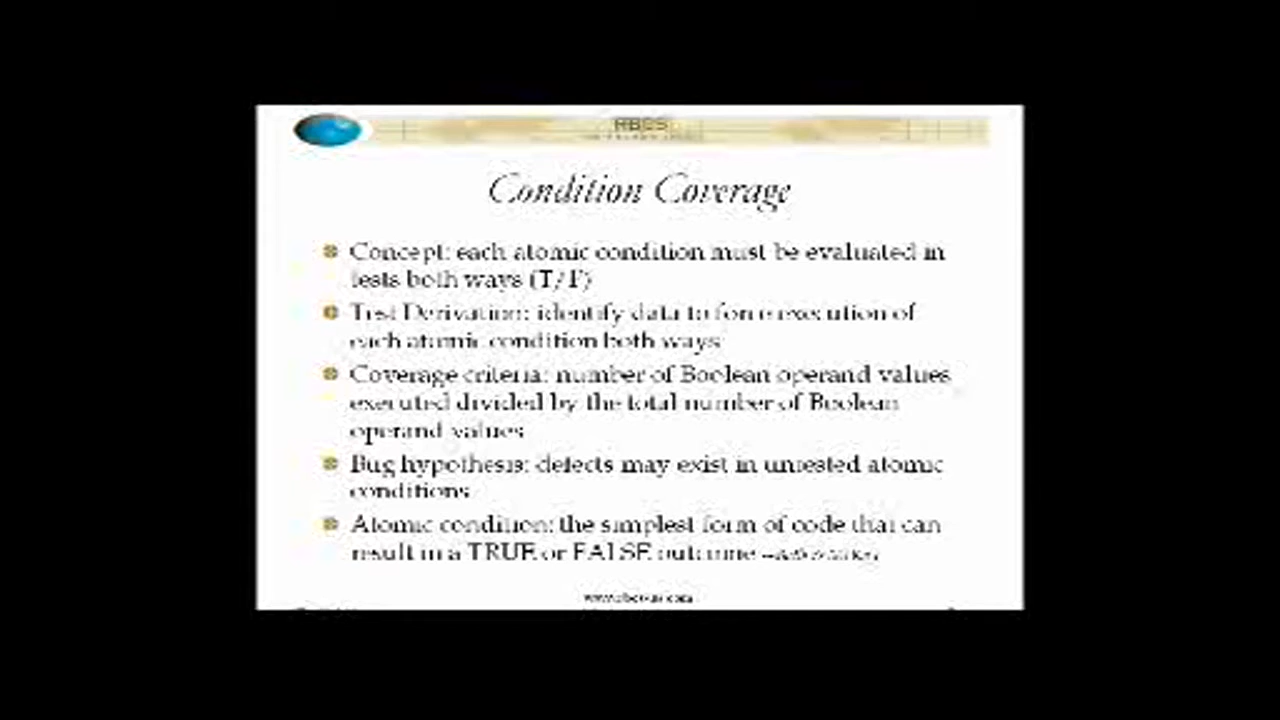 RBCS
Condition Coverage
Concept: each atomic condition must be evaluated in
tests both ways (T/F)
Test Derivation: identify data to force execution of
each atomic condition both ways
Coverage criteria: number of Boolean operand values
executed divided by the total number of Boolean
operand values
Bug hypothesis: defects may exist in untested atomic
conditions
Atomic condition: the simplest form of code that can
result in a TRUE or FALSE outcome
www.rbcs-us.com